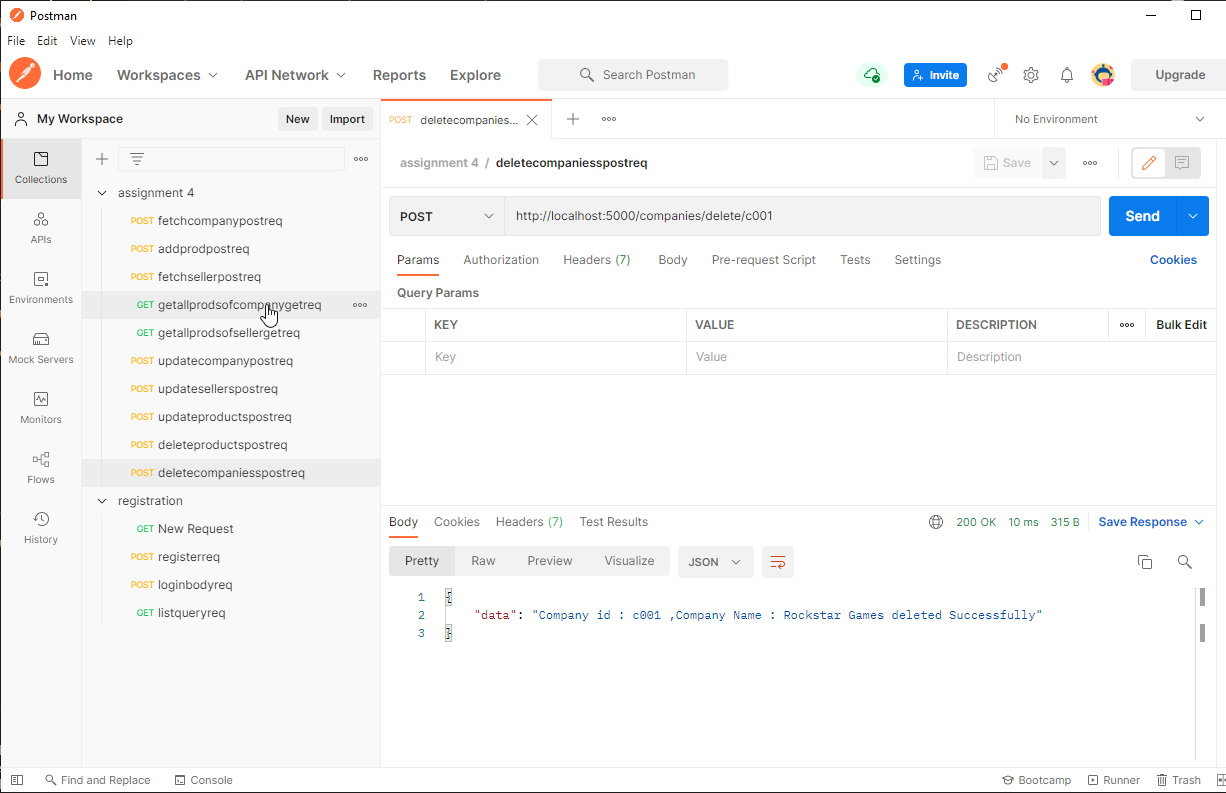 Postman
File Edit View Help
Home Workspaces API Network Reports Explore Search Postman Invite Upgrade
My Workspace New Import
POST deletecompanies... No Environment
Collections
APIs
Environments
Mock Servers
Monitors
Flows
History
assignment 4
POST fetchcompanypostreq
POST addprodpostreq
POST fetchsellerpostreq
GET getallprodsofcompanygetreq
GET getallprodsofsellergetreq
POST updatecompanypostreq
POST updatesellerspostreq
POST updateproductspostreq
POST deleteproductspostreq
POST deletecompaniesspostreq
registration
GET New Request
POST registerreq
POST loginbodyreq
GET listqueryreq
assignment 4 / deletecompaniesspostreq Save
POST http://localhost:5000/companies/delete/c001 Send
Params Authorization Headers (7) Body Pre-request Script Tests Settings Cookies
Query Params
KEY VALUE DESCRIPTION Bulk Edit
Key Value Description
Body Cookies Headers (7) Test Results 200 OK 10 ms 315 B Save Response
Pretty Raw Preview Visualize JSON
1 {
2 "data": "Company id : c001 ,Company Name : Rockstar Games deleted Successfully"
3 }
Find and Replace Console Bootcamp Runner Trash